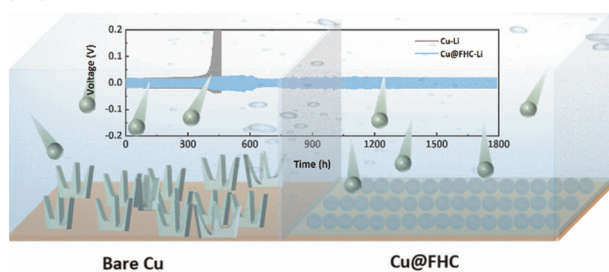 0.2
0.1
0.0
-0.1
-0.2
Voltage (V)
Cu-Li
Cu@FHC-Li
0 300 600 900 1200 1500 1800
Time (h)
Bare Cu
Cu@FHC